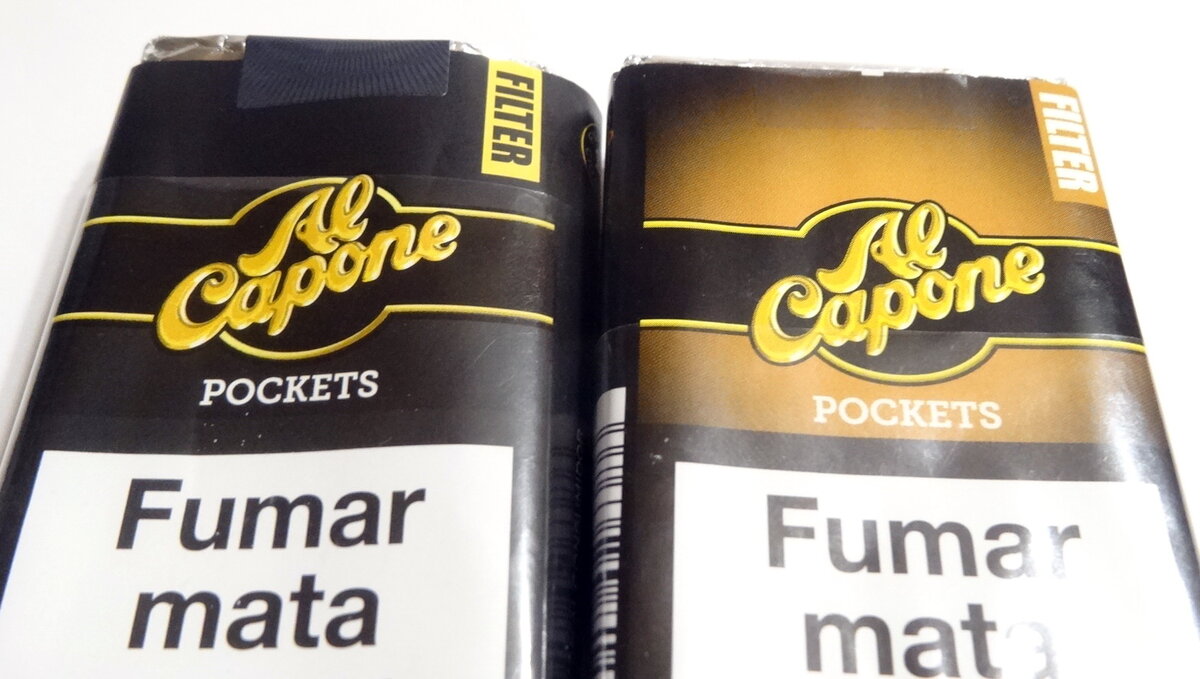 FILTER
Al
Capone
POCKETS
Fumar
mata
FILTER
Al
Capone
POCKETS
Fumar
mata